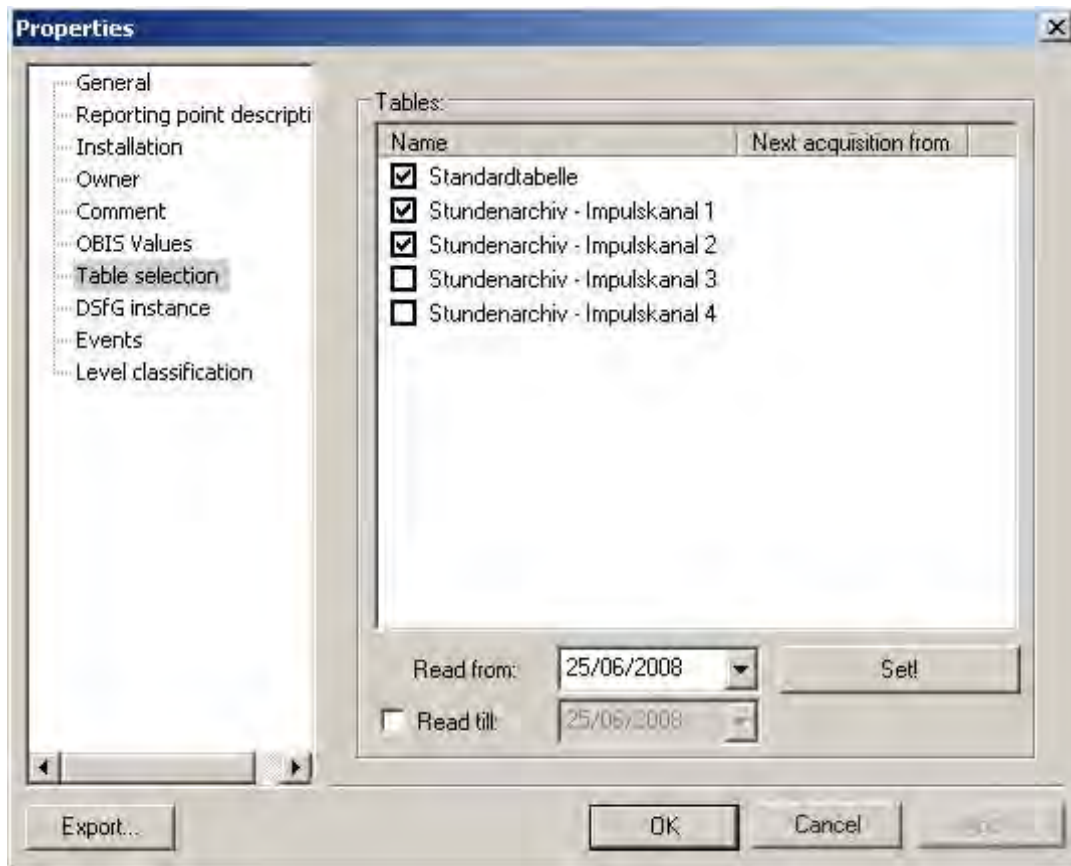 Properties
General
Reporting point descripti
Installation
Owner
Comment
OBIS Values
Table selection
DSfG instance
Events
Level classification
Tables:
Name Next acquisition from
Standardtabelle
Stundenarchiv - Impulskanal 1
Stundenarchiv - Impulskanal 2
Stundenarchiv - Impulskanal 3
Stundenarchiv - Impulskanal 4
Read from: 25/06/2008 Set!
Read till: 25/06/2008
Export... OK Cancel